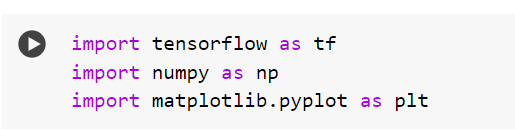 import tensorflow as tf
import numpy as np
import matplotlib.pyplot as plt